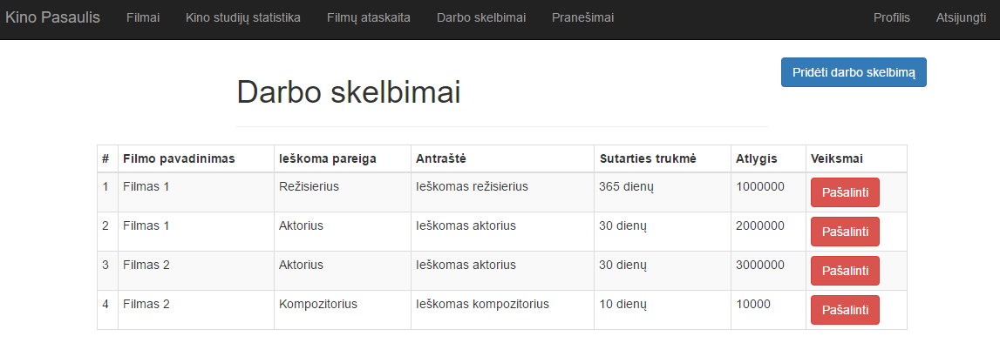 Kino Pasaulis Filmai Kino studijų statistika Filmų ataskaita Darbo skelbimai Pranešimai Profilis Atsijungti
Pridėti darbo skelbimą
Darbo skelbimai
# Filmo pavadinimas Ieškoma pareiga Antraštė Sutarties trukmė Atlygis Veiksmai
1 Filmas 1 Režisierius Ieškomas režisierius 365 dienų 1000000 Pašalinti
2 Filmas 1 Aktorius Ieškomas aktorius 30 dienų 2000000 Pašalinti
3 Filmas 2 Aktorius Ieškomas aktorius 30 dienų 3000000 Pašalinti
4 Filmas 2 Kompozitorius Ieškomas kompozitorius 10 dienų 10000 Pašalinti